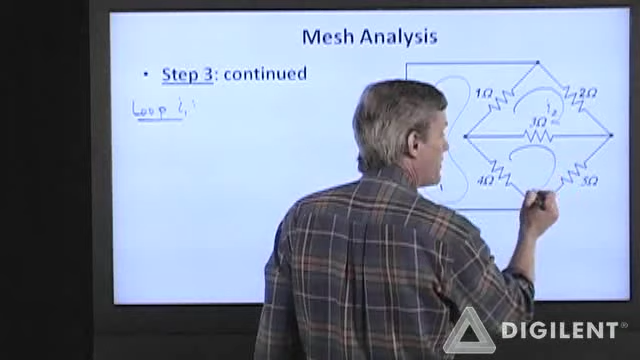 Mesh Analysis
• Step 3: continued
Loop i₁:
1Ω
2Ω
i₂
3Ω
4Ω
5Ω
DIGILENT®